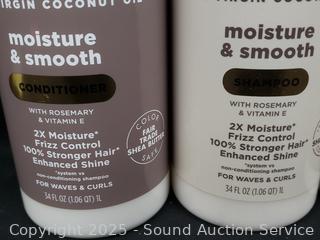 VIRGIN COCONUT OIL
moisture
& smooth
CONDITIONER
WITH ROSEMARY
& VITAMIN E
2X Moisture*
Frizz Control
100% Stronger Hair*
Enhanced Shine
*system vs
non-conditioning shampoo
FOR WAVES & CURLS
34 FL OZ (1.06 QT) 1L
COLOR
FAIR
TRADE
SHEA BUTTER
SAFE
moisture
& smooth
SHAMPOO
WITH ROSEMARY
& VITAMIN E
2X Moisture*
Frizz Control
100% Stronger Hair*
Enhanced Shine
*system vs
non-conditioning shampoo
FOR WAVES & CURLS
34 FL OZ (1.06 QT) 1L
Copyright 2025 - Sound Auction Service